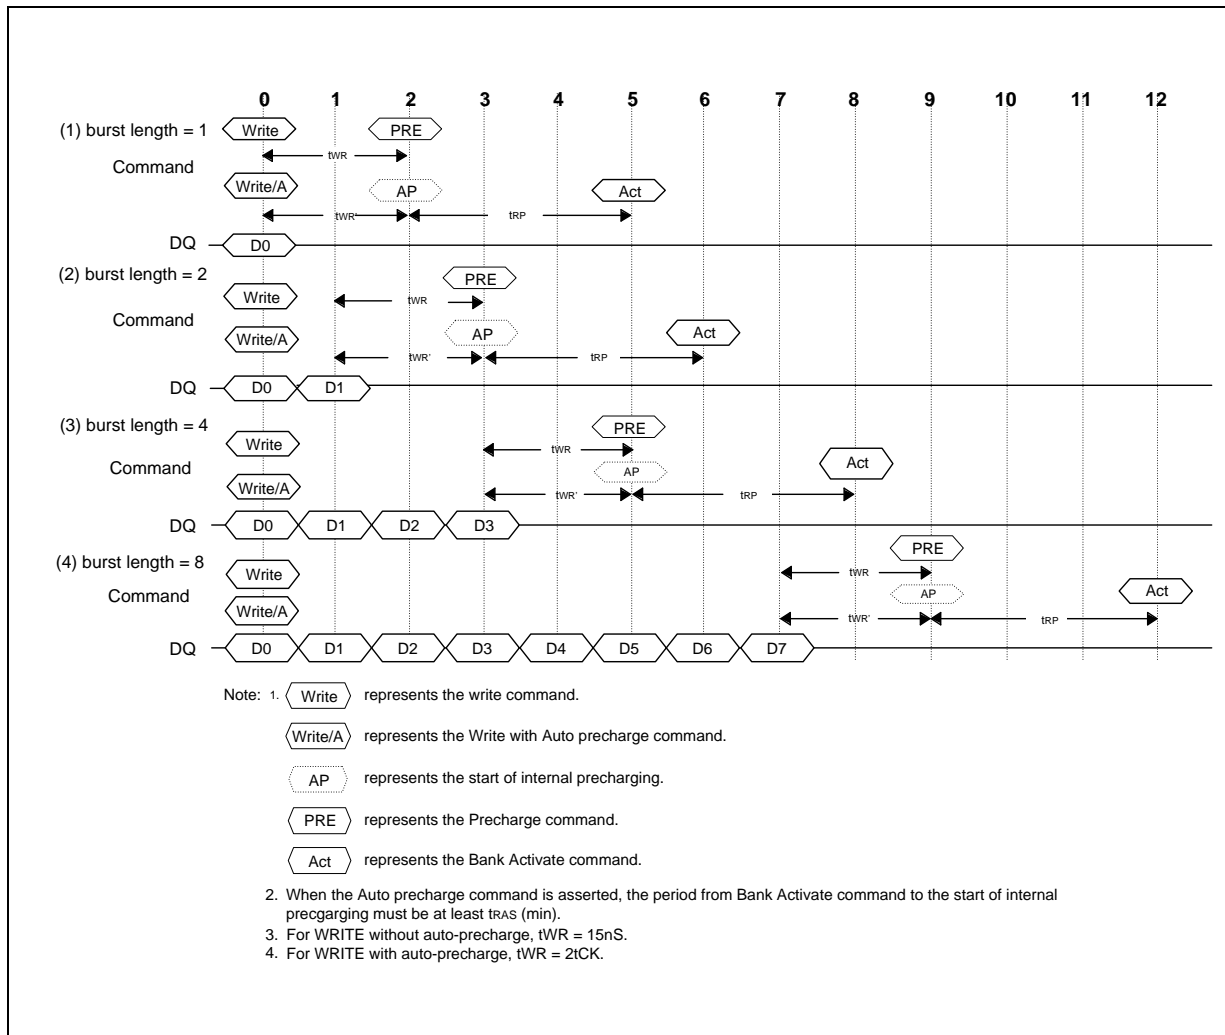 0 1 2 3 4 5 6 7 8 9 10 11 12
(1) burst length = 1 Write PRE
tWR
Command
Write/A AP Act
tWR' tRP
DQ D0
(2) burst length = 2 PRE
Write tWR
Command
Write/A AP Act
tWR' tRP
DQ D0 D1
(3) burst length = 4 PRE
Write tWR
Command AP Act
Write/A tWR' tRP
DQ D0 D1 D2 D3
(4) burst length = 8 PRE
Write tWR
Command AP Act
Write/A tWR' tRP
DQ D0 D1 D2 D3 D4 D5 D6 D7
Note: 1. Write represents the write command.
Write/A represents the Write with Auto precharge command.
AP represents the start of internal precharging.
PRE represents the Precharge command.
Act represents the Bank Activate command.
2. When the Auto precharge command is asserted, the period from Bank Activate command to the start of internal
precgarging must be at least tRAS (min).
3. For WRITE without auto-precharge, tWR = 15nS.
4. For WRITE with auto-precharge, tWR = 2tCK.